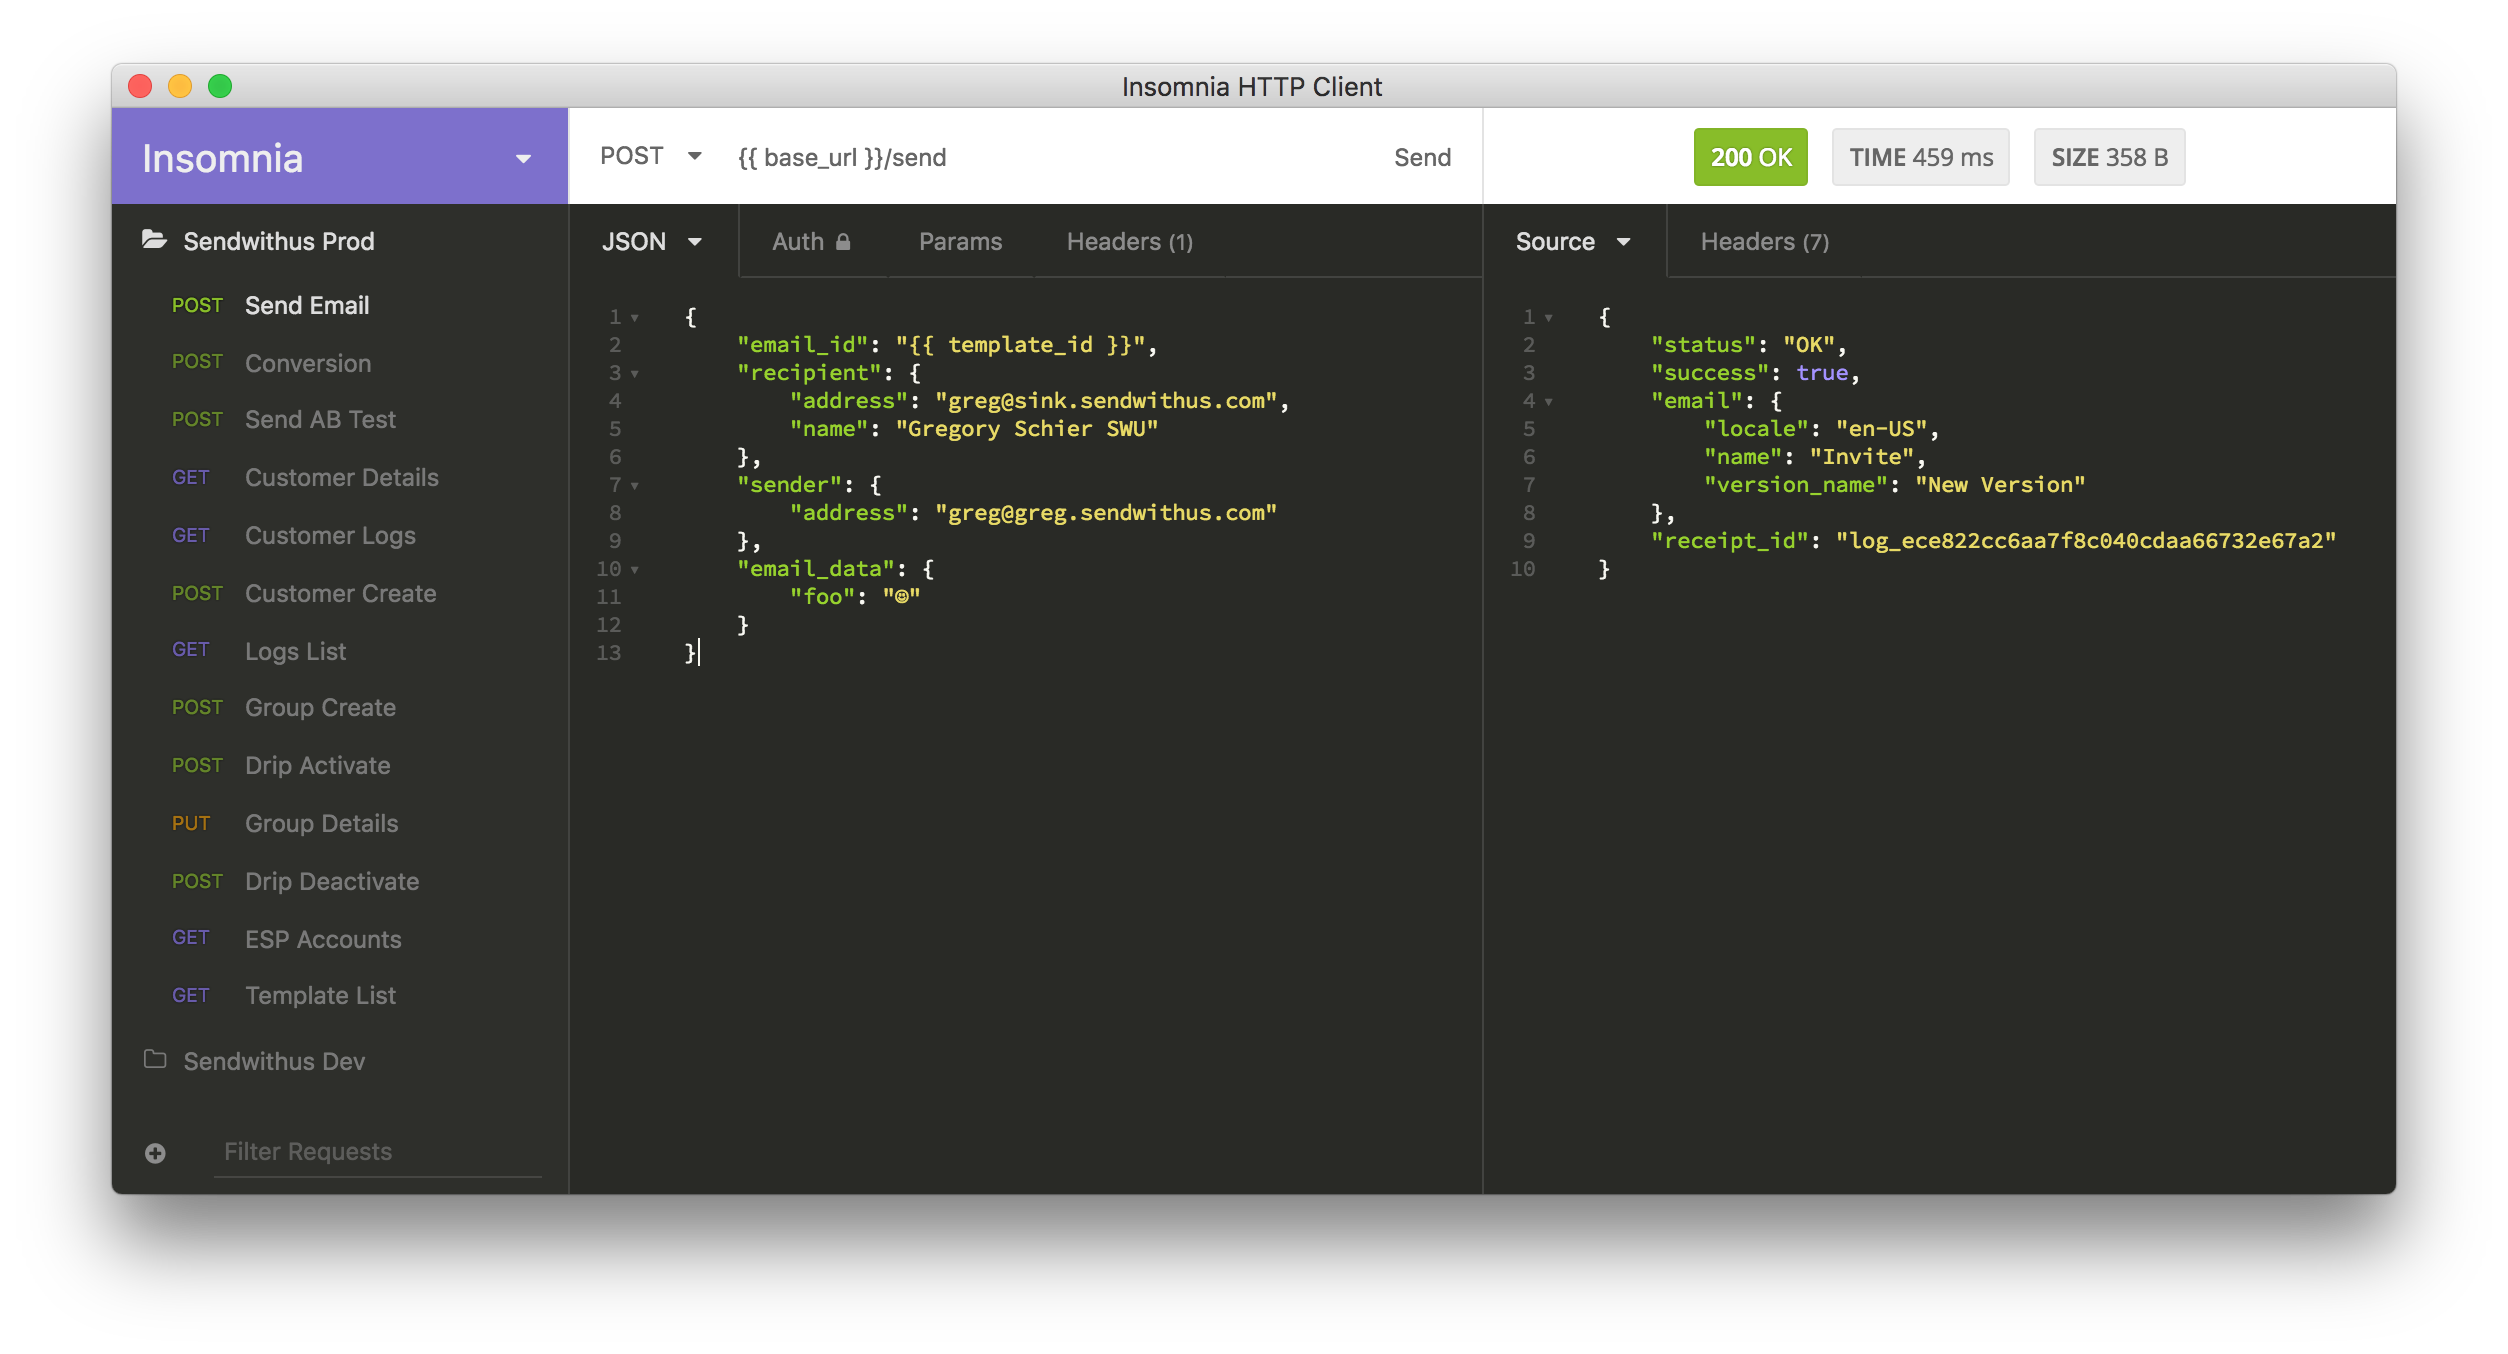 Insomnia HTTP Client
Insomnia
POST {{ base_url }}/send Send
200 OK TIME 459 ms SIZE 358 B
Sendwithus Prod
POST Send Email
POST Conversion
POST Send AB Test
GET Customer Details
GET Customer Logs
POST Customer Create
GET Logs List
POST Group Create
POST Drip Activate
PUT Group Details
POST Drip Deactivate
GET ESP Accounts
GET Template List
Sendwithus Dev
Filter Requests
JSON Auth Params Headers (1)
1 {
2 "email_id": "{{ template_id }}",
3 "recipient": {
4 "address": "greg@sink.sendwithus.com",
5 "name": "Gregory Schier SWU"
6 },
7 "sender": {
8 "address": "greg@greg.sendwithus.com"
9 },
10 "email_data": {
11 "foo": "😀"
12 }
13 }
Source Headers (7)
1 {
2 "status": "OK",
3 "success": true,
4 "email": {
5 "locale": "en-US",
6 "name": "Invite",
7 "version_name": "New Version"
8 },
9 "receipt_id": "log_ece822cc6aa7f8c040cdaa66732e67a2"
10 }